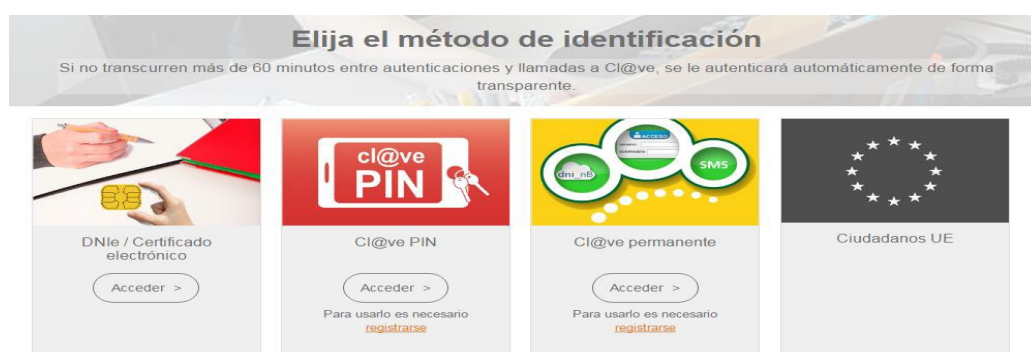 Elija el método de identificación
Si no transcurren más de 60 minutos entre autenticaciones y llamadas a Cl@ve, se le autenticará automáticamente de forma
transparente.
cl@ve
PIN
ACCESO
dni_nB
SMS
DNIe / Certificado
electrónico
Acceder >
Cl@ve PIN
Acceder >
Para usarlo es necesario
registrarse
Cl@ve permanente
Acceder >
Para usarlo es necesario
registrarse
Ciudadanos UE